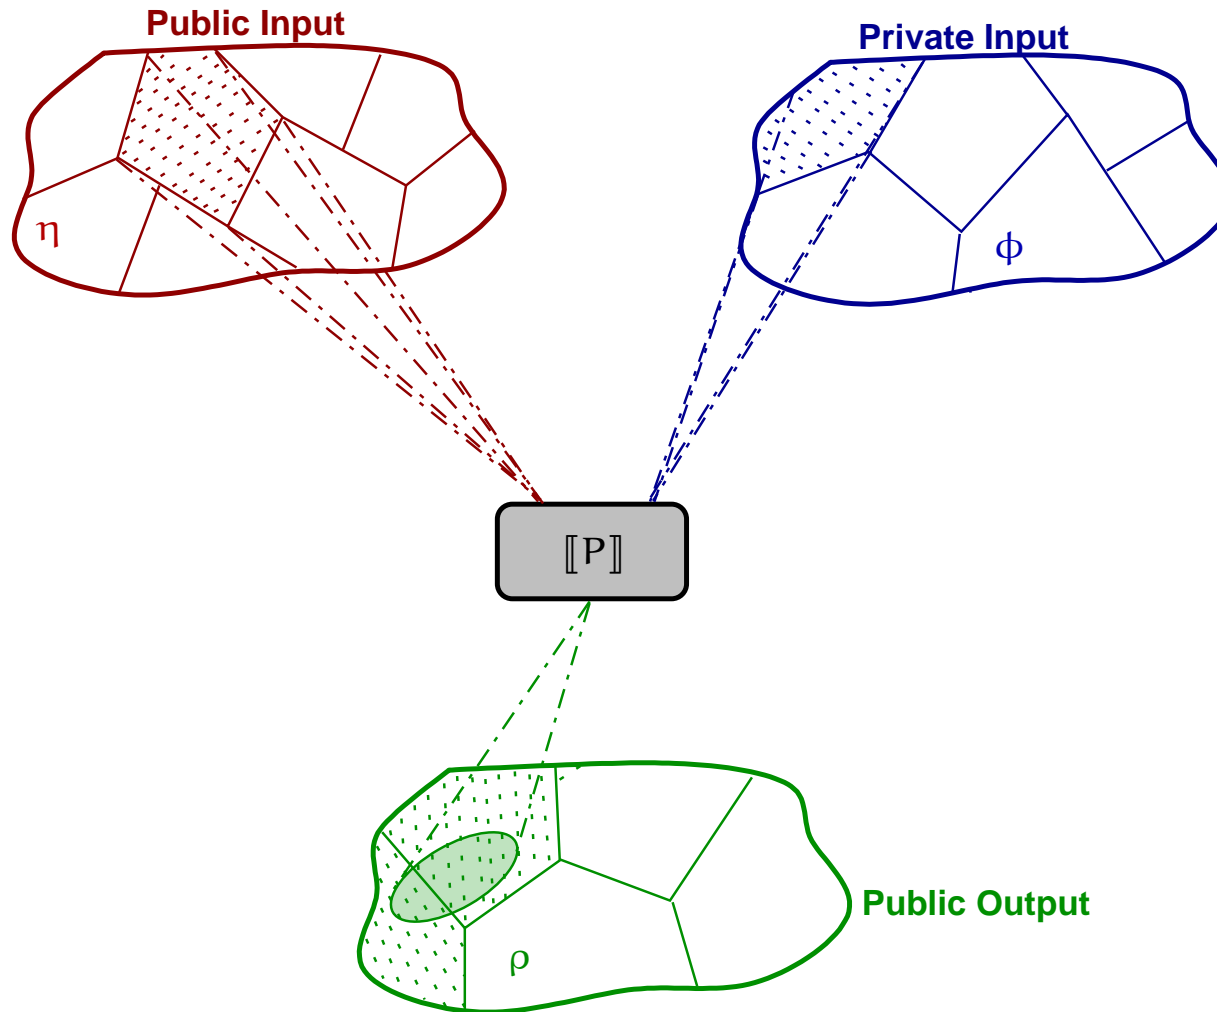 Public Input
Private Input
η
ϕ
⟦P⟧
Public Output
ρ